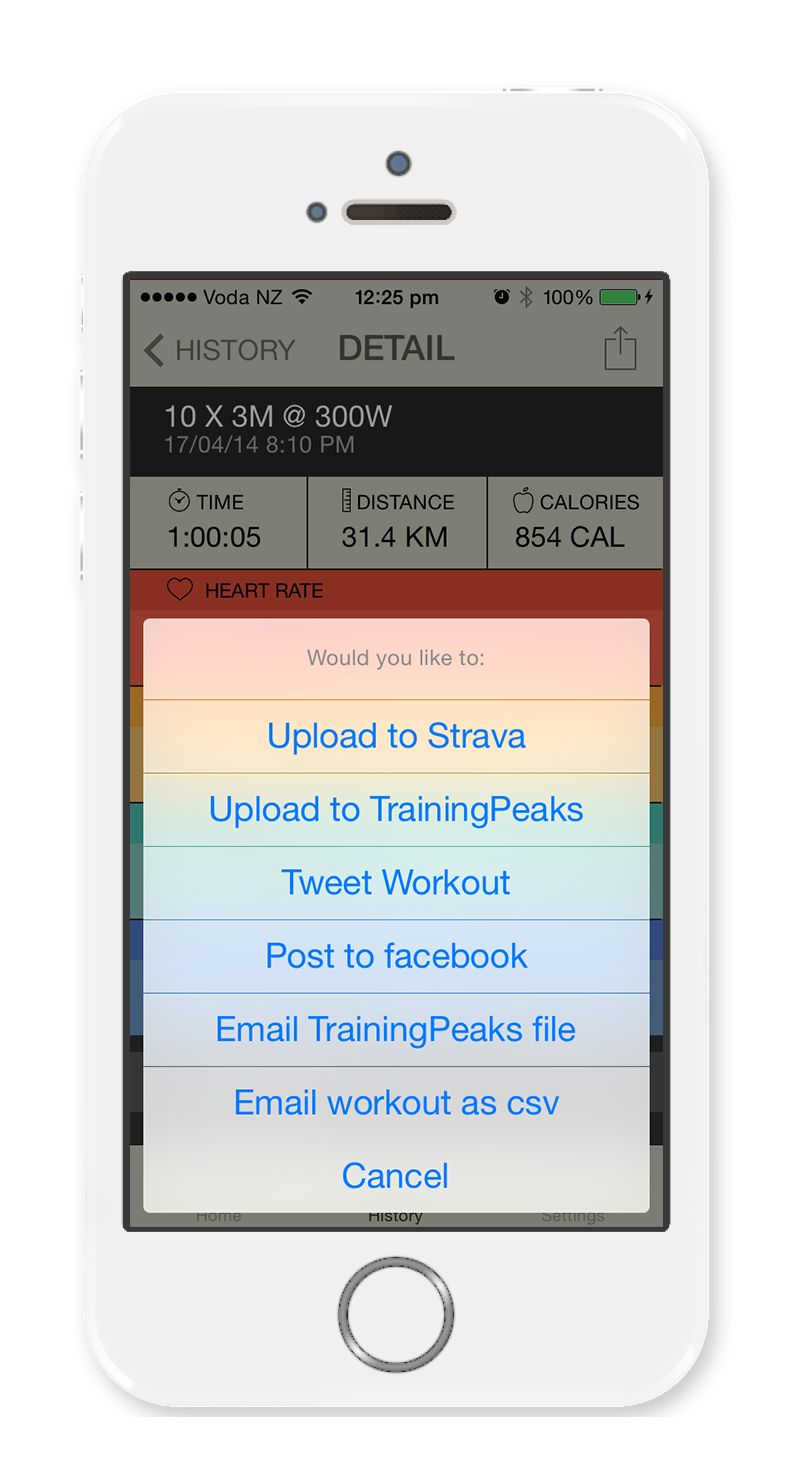 Voda NZ 12:25 pm 100%
HISTORY DETAIL
10 X 3M @ 300W
17/04/14 8:10 PM
TIME DISTANCE CALORIES
1:00:05 31.4 KM 854 CAL
HEART RATE
Would you like to:
Upload to Strava
Upload to TrainingPeaks
Tweet Workout
Post to facebook
Email TrainingPeaks file
Email workout as csv
Cancel
Home History Settings